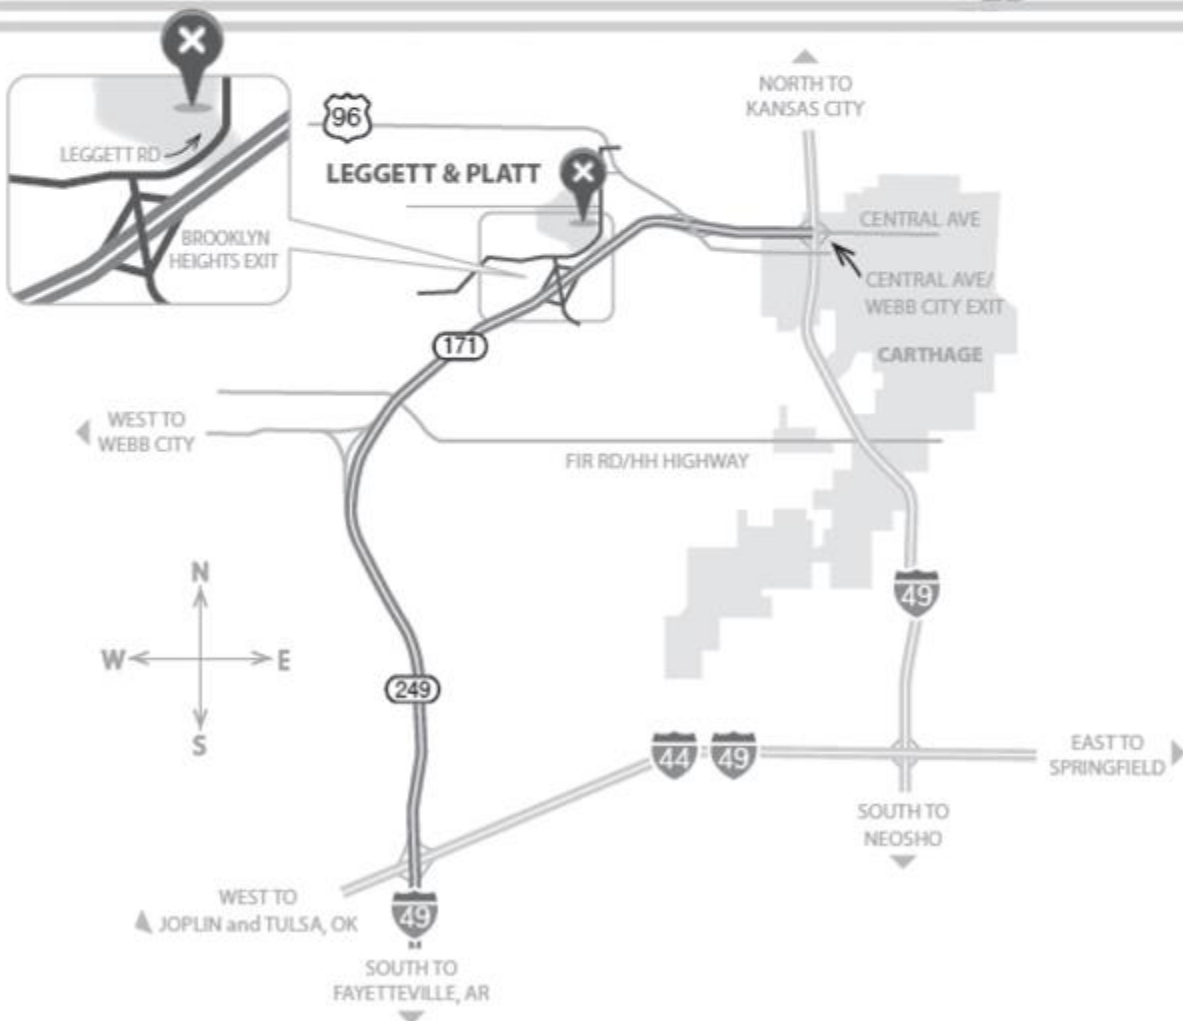 NORTH TO
KANSAS CITY
96
LEGGETT RD
LEGGETT & PLATT
CENTRAL AVE
BROOKLYN
HEIGHTS EXIT
CENTRAL AVE/
WEBB CITY EXIT
171
CARTHAGE
WEST TO
WEBB CITY
FIR RD/HH HIGHWAY
N
49
W
E
249
S
44
49
EAST TO
SPRINGFIELD
SOUTH TO
NEOSHO
WEST TO
JOPLIN and TULSA, OK
49
SOUTH TO
FAYETTEVILLE, AR